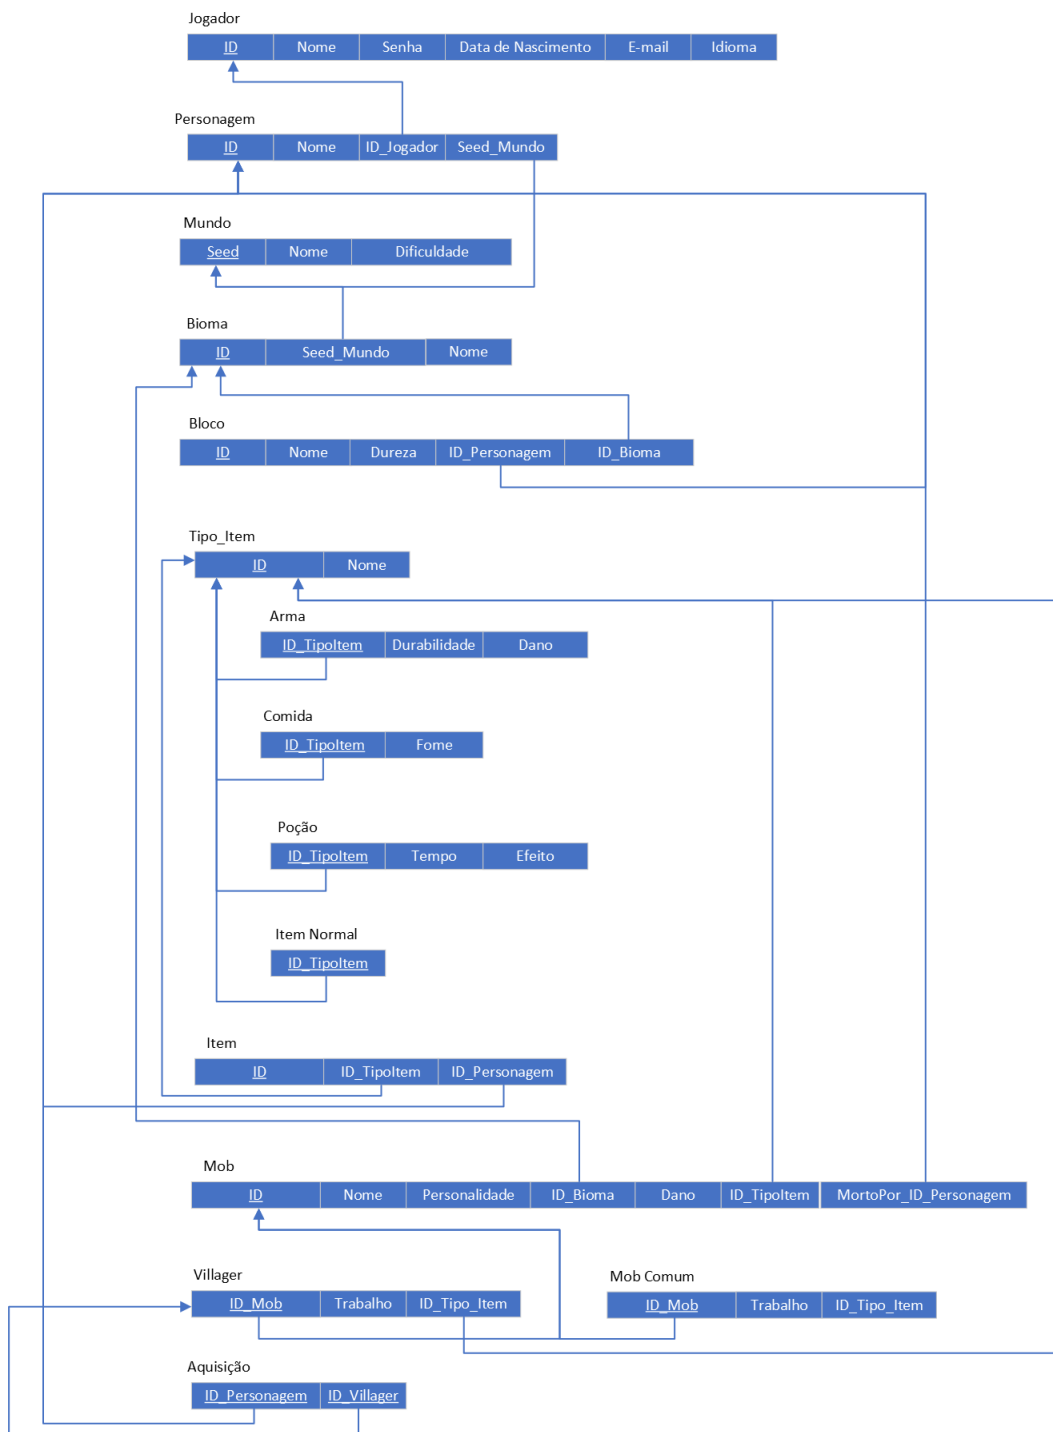 Jogador
ID Nome Senha Data de Nascimento E-mail Idioma
Personagem
ID Nome ID_Jogador Seed_Mundo
Mundo
Seed Nome Dificuldade
Bioma
ID Seed_Mundo Nome
Bloco
ID Nome Dureza ID_Personagem ID_Bioma
Tipo_Item
ID Nome
Arma
ID_TipoItem Durabilidade Dano
Comida
ID_TipoItem Fome
Poção
ID_TipoItem Tempo Efeito
Item Normal
ID_TipoItem
Item
ID ID_TipoItem ID_Personagem
Mob
ID Nome Personalidade ID_Bioma Dano ID_TipoItem MortoPor_ID_Personagem
Villager
ID_Mob Trabalho ID_Tipo_Item
Mob Comum
ID_Mob Trabalho ID_Tipo_Item
Aquisição
ID_Personagem ID_Villager